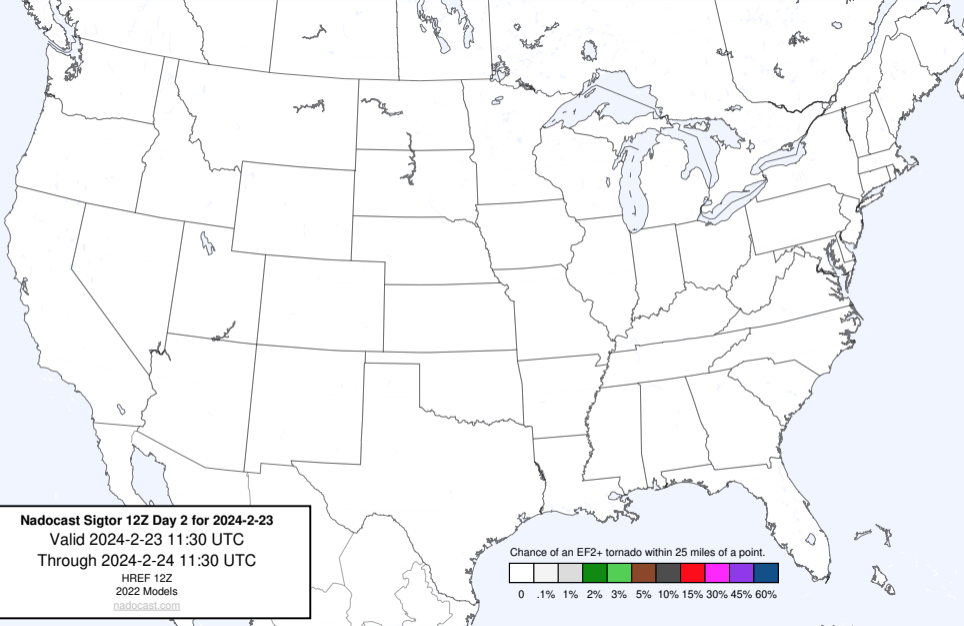 Nadocast Sigtor 12Z Day 2 for 2024-2-23
Valid 2024-2-23 11:30 UTC
Through 2024-2-24 11:30 UTC
HREF 12Z
2022 Models
nadocast.com
Chance of an EF2+ tornado within 25 miles of a point.
0 .1% 1% 2% 3% 5% 10% 15% 30% 45% 60%